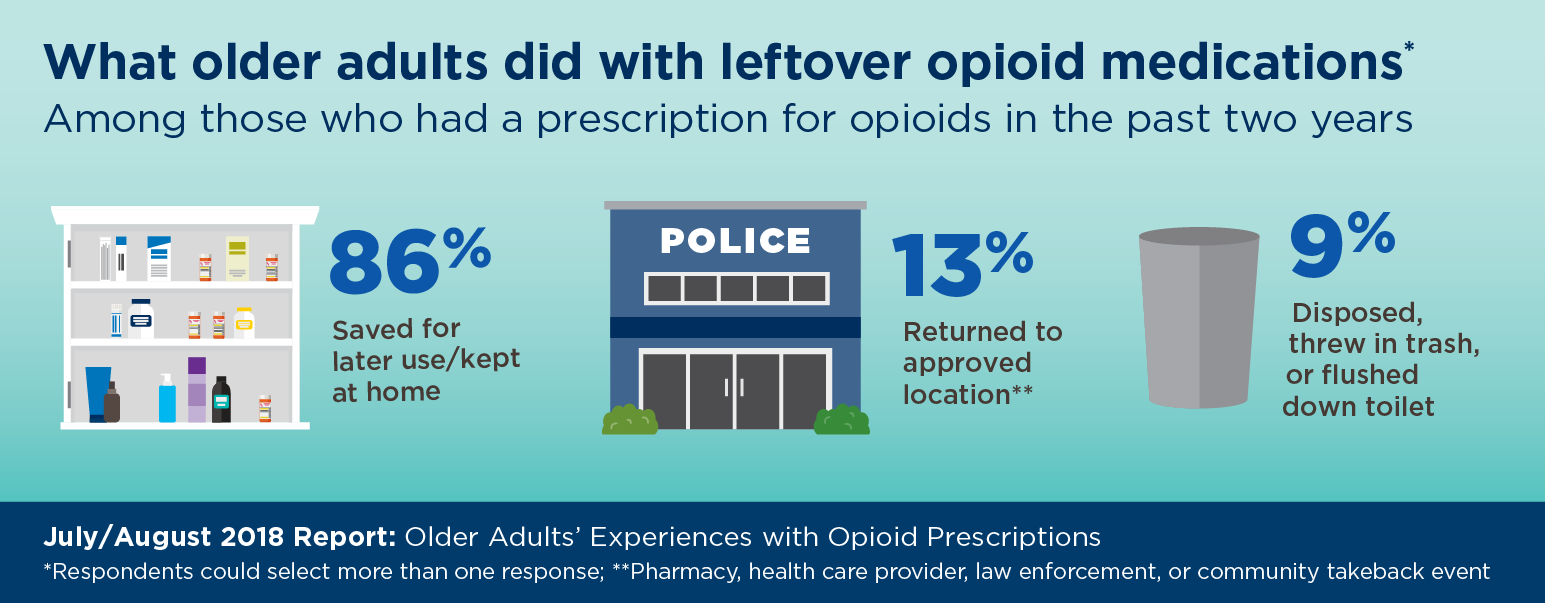 What older adults did with leftover opioid medications*
Among those who had a prescription for opioids in the past two years
86%
Saved for
later use/kept
at home
POLICE
13%
Returned to
approved
location**
9%
Disposed,
threw in trash,
or flushed
down toilet
July/August 2018 Report: Older Adults’ Experiences with Opioid Prescriptions
*Respondents could select more than one response; **Pharmacy, health care provider, law enforcement, or community takeback event